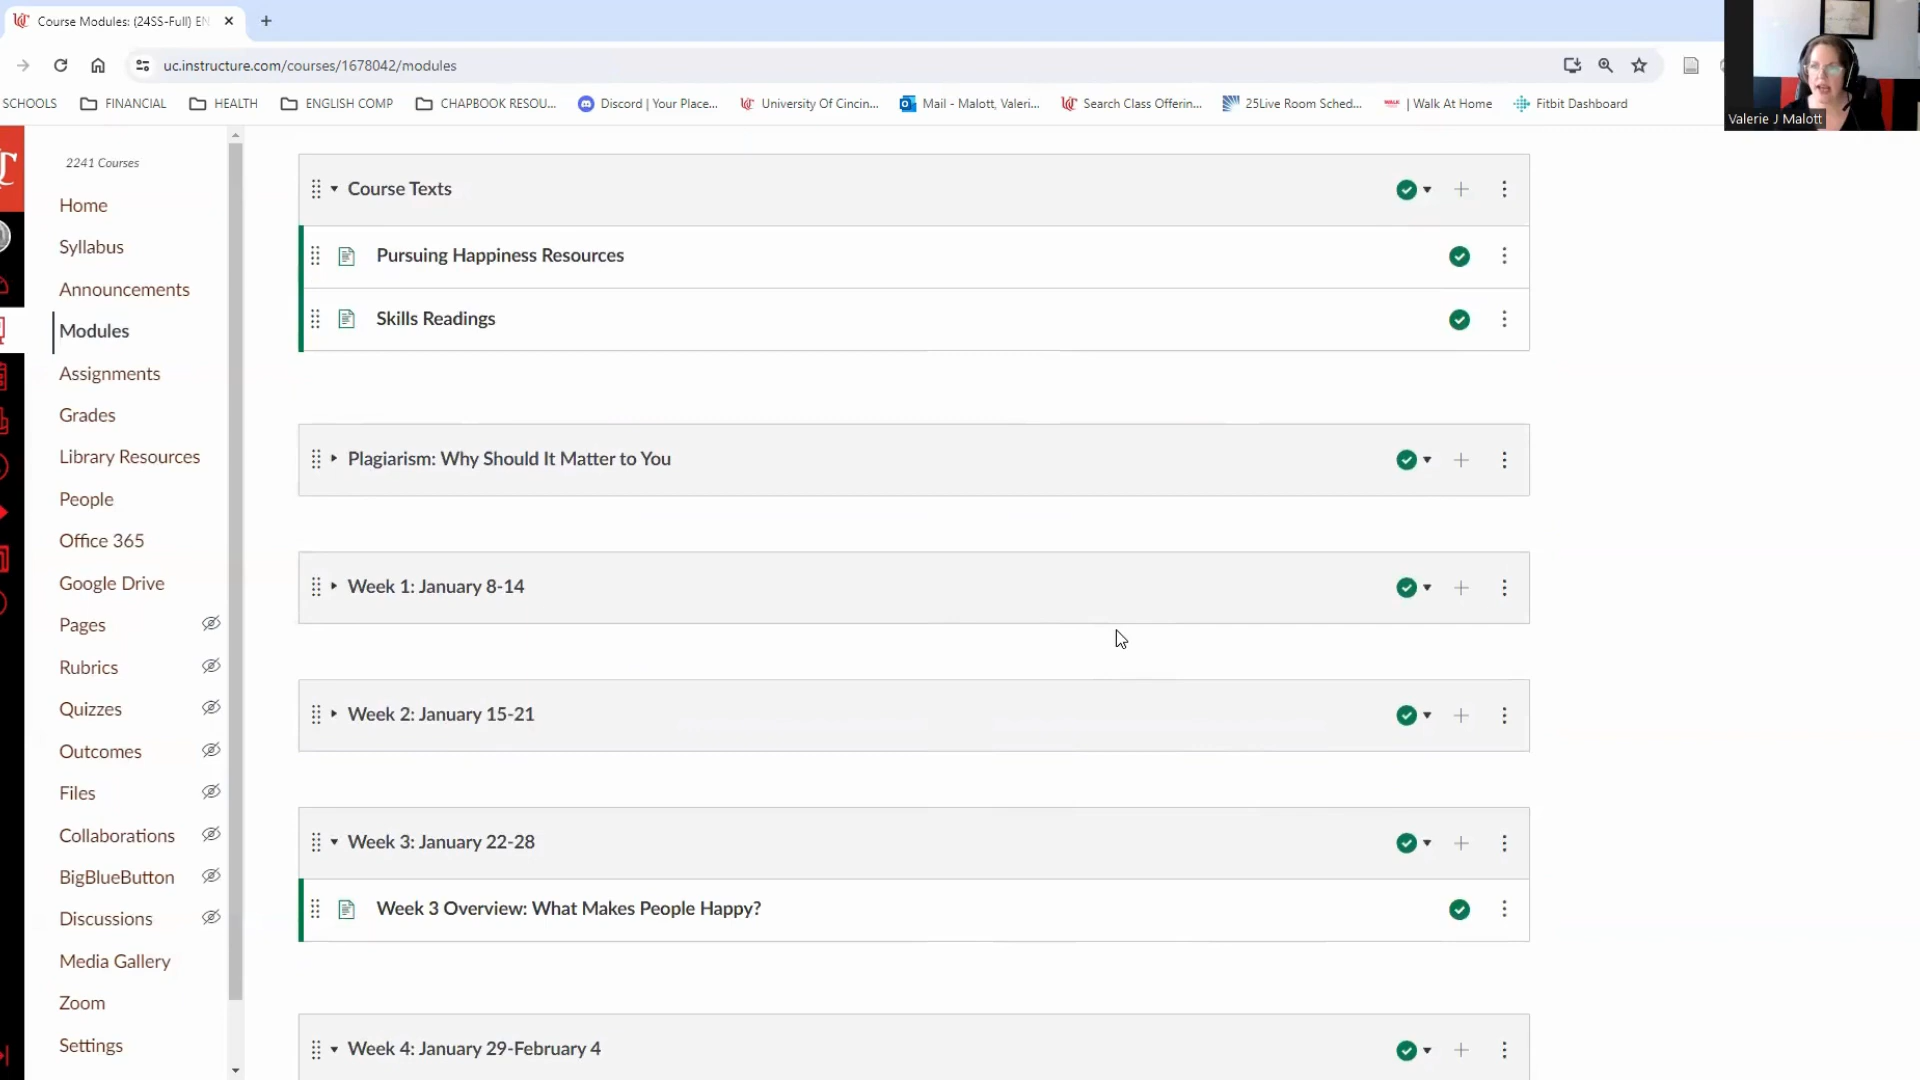 Course Modules: (24SS-Full) EN
uc.instructure.com/courses/1678042/modules
SCHOOLS
FINANCIAL
HEALTH
ENGLISH COMP
CHAPBOOK RESOU...
Discord | Your Place...
University Of Cincin...
Mail - Malott, Valeri...
Search Class Offerin...
25Live Room Sched...
WALK | Walk At Home
Fitbit Dashboard
Valerie J Malott
2241 Courses
Home
Syllabus
Announcements
Modules
Assignments
Grades
Library Resources
People
Office 365
Google Drive
Pages
Rubrics
Quizzes
Outcomes
Files
Collaborations
BigBlueButton
Discussions
Media Gallery
Zoom
Settings
Course Texts
Pursuing Happiness Resources
Skills Readings
Plagiarism: Why Should It Matter to You
Week 1: January 8-14
Week 2: January 15-21
Week 3: January 22-28
Week 3 Overview: What Makes People Happy?
Week 4: January 29-February 4